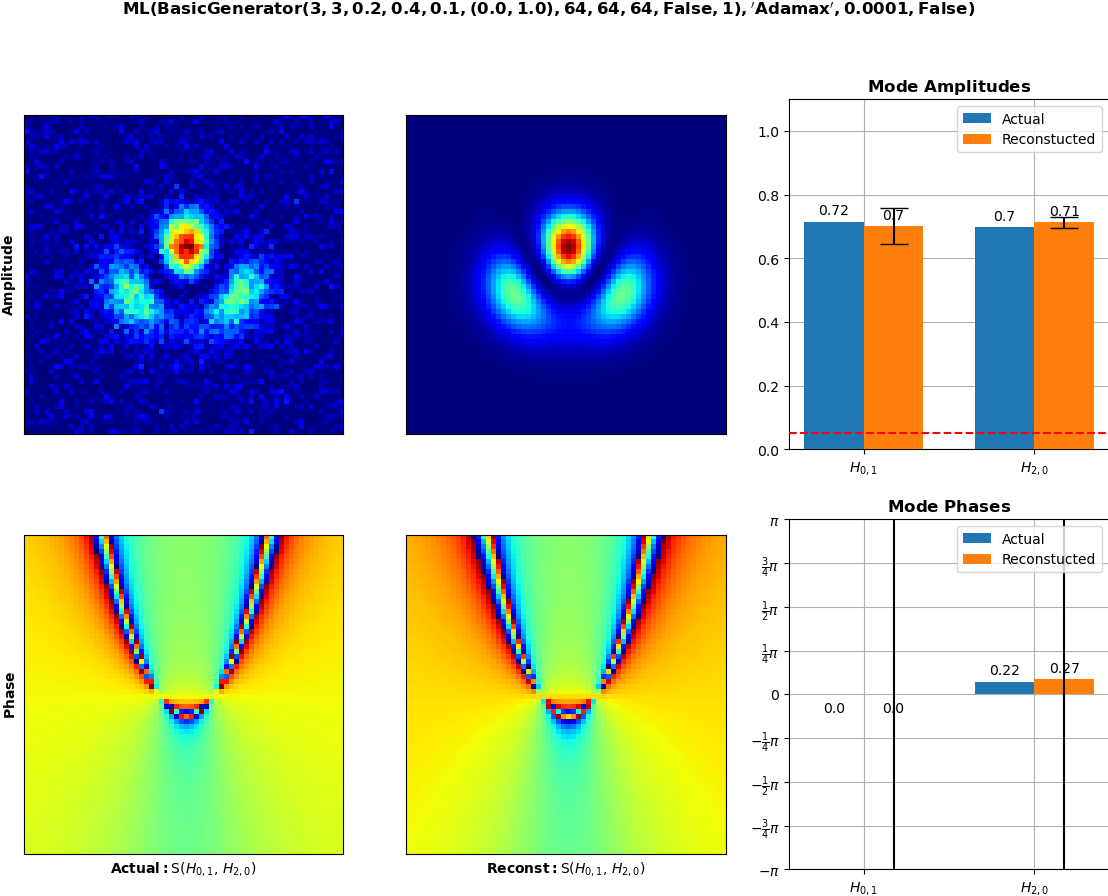 ML(BasicGenerator(3, 3, 0.2, 0.4, 0.1, (0.0, 1.0), 64, 64, 64, False, 1), ′Adamax′, 0.0001, False)
Amplitude
Mode Amplitudes
Actual
Reconstucted
1.0
0.8
0.6
0.4
0.2
0.0
0.72
0.7
0.7
0.71
H0, 1
H2, 0
Phase
Actual: S(H0, 1, H2, 0)
Reconst: S(H0, 1, H2, 0)
Mode Phases
Actual
Reconstucted
π
3/4π
1/2π
1/4π
0
−1/4π
−1/2π
−3/4π
−π
0.0
0.0
0.22
0.27
H0, 1
H2, 0